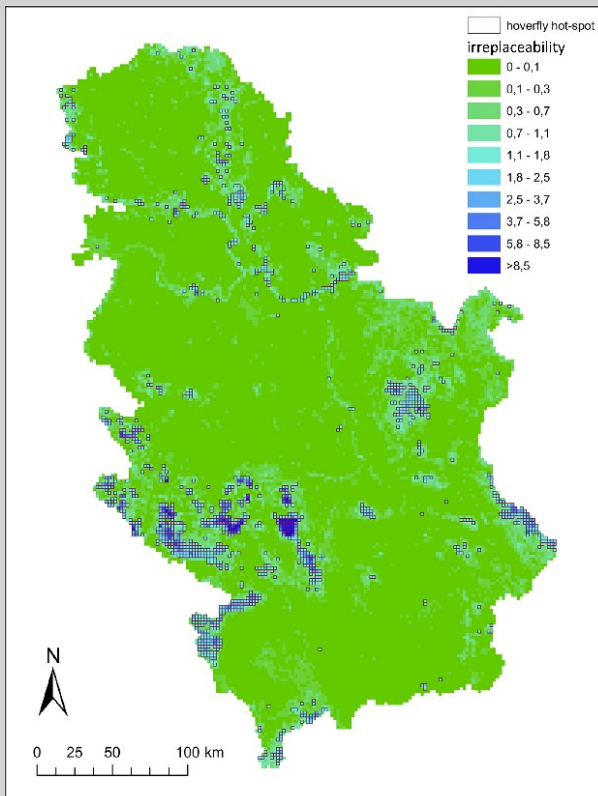 hoverfly hot-spot
irreplaceability
0 - 0,1
0,1 - 0,3
0,3 - 0,7
0,7 - 1,1
1,1 - 1,8
1,8 - 2,5
2,5 - 3,7
3,7 - 5,8
5,8 - 8,5
>8,5
N
0 25 50 100 km